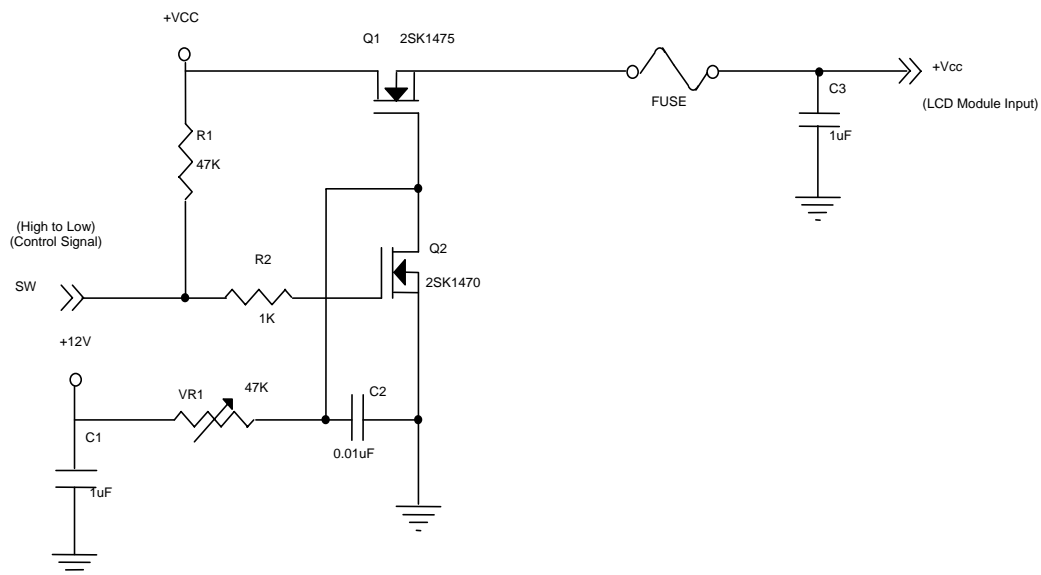 +VCC
Q1 2SK1475
+Vcc
FUSE
C3
(LCD Module Input)
R1
1uF
47K
(High to Low)
(Control Signal)
Q2
R2
SW
2SK1470
1K
+12V
VR1
47K
C2
C1
0.01uF
1uF